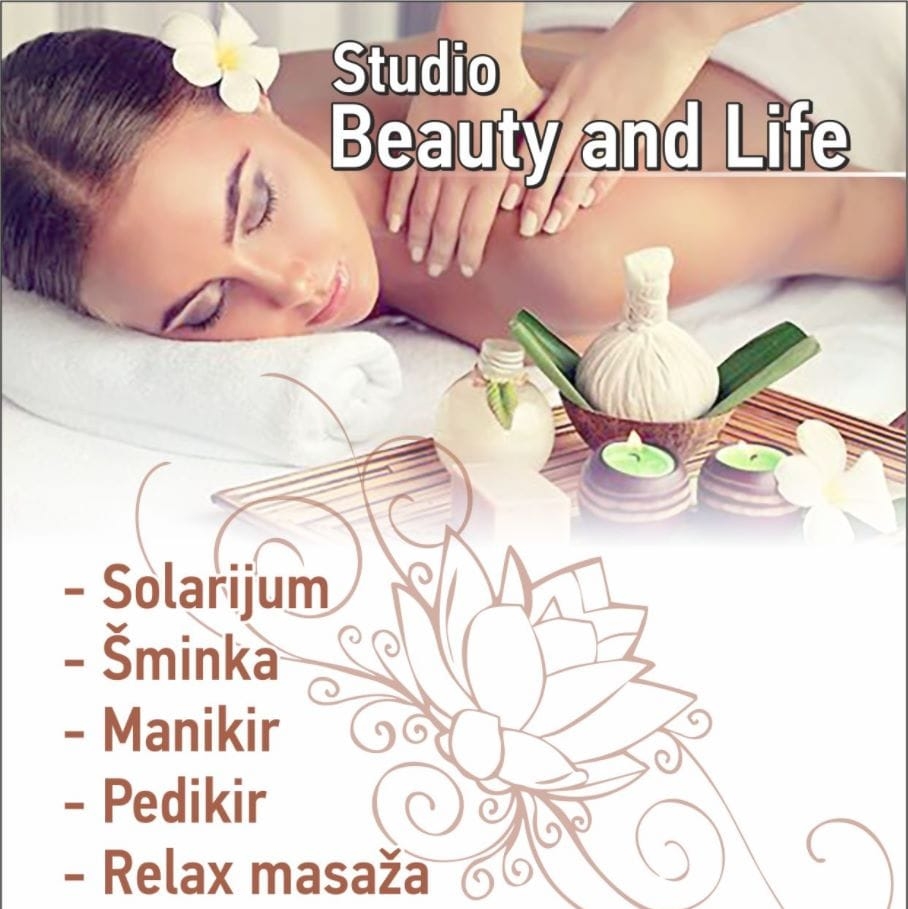 Studio
Beauty and Life
- Solarijum
- Šminka
- Manikir
- Pedikir
- Relax masaža